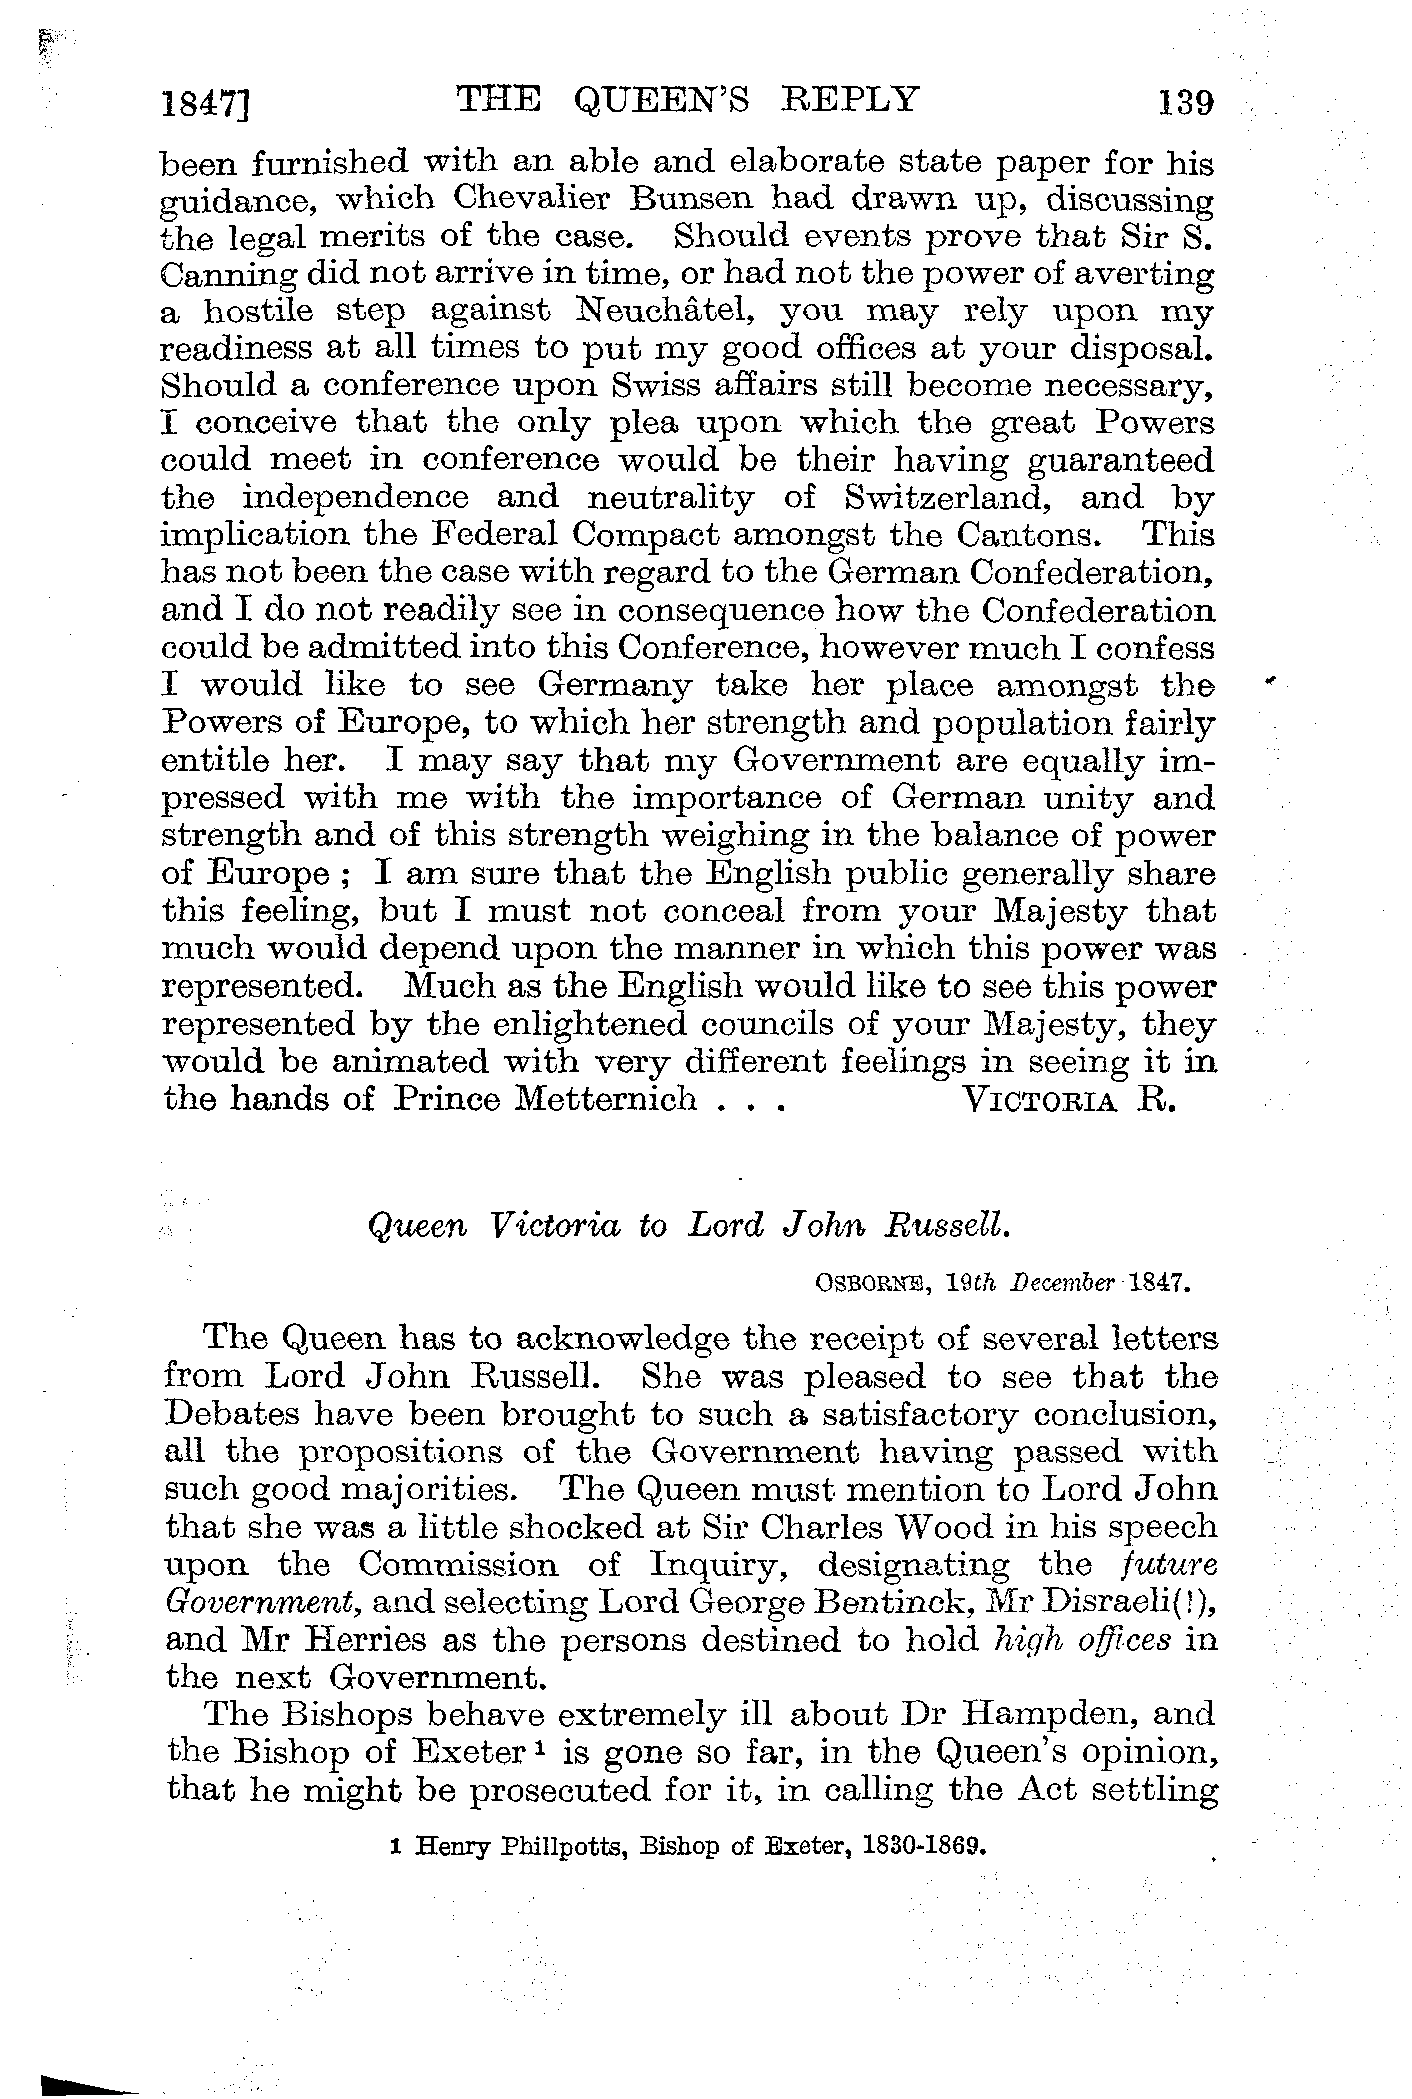 1847] THE QUEEN'S REPLY 139
been furnished with an able and elaborate state paper for his
guidance, which Chevalier Bunsen had drawn up, discussing
the legal merits of the case. Should events prove that Sir S.
Canning did not arrive in time, or had not the power of averting
a hostile step against Neuchâtel, you may rely upon my
readiness at all times to put my good offices at your disposal.
Should a conference upon Swiss affairs still become necessary,
I conceive that the only plea upon which the great Powers
could meet in conference would be their having guaranteed
the independence and neutrality of Switzerland, and by
implication the Federal Compact amongst the Cantons. This
has not been the case with regard to the German Confederation,
and I do not readily see in consequence how the Confederation
could be admitted into this Conference, however much I confess
I would like to see Germany take her place amongst the
Powers of Europe, to which her strength and population fairly
entitle her. I may say that my Government are equally im-
pressed with me with the importance of German unity and
strength and of this strength weighing in the balance of power
of Europe ; I am sure that the English public generally share
this feeling, but I must not conceal from your Majesty that
much would depend upon the manner in which this power was
represented. Much as the English would like to see this power
represented by the enlightened councils of your Majesty, they
would be animated with very different feelings in seeing it in
the hands of Prince Metternich . . . VICTORIA R.
Queen Victoria to Lord John Russell.
OSBORNE, 19th December 1847.
The Queen has to acknowledge the receipt of several letters
from Lord John Russell. She was pleased to see that the
Debates have been brought to such a satisfactory conclusion,
all the propositions of the Government having passed with
such good majorities. The Queen must mention to Lord John
that she was a little shocked at Sir Charles Wood in his speech
upon the Commission of Inquiry, designating the future
Government, and selecting Lord George Bentinck, Mr Disraeli(!),
and Mr Herries as the persons destined to hold high offices in
the next Government.
The Bishops behave extremely ill about Dr Hampden, and
the Bishop of Exeter 1 is gone so far, in the Queen's opinion,
that he might be prosecuted for it, in calling the Act settling
1 Henry Phillpotts, Bishop of Exeter, 1830-1869.